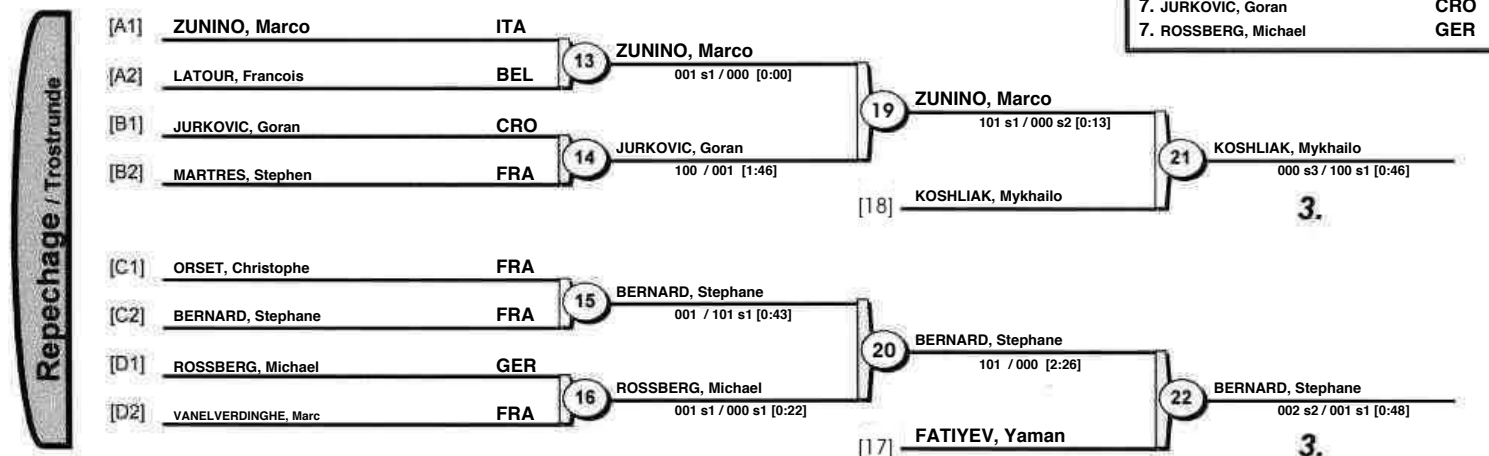 7. JURKOVIC, Goran CRO
7. ROSSBERG, Michael GER
Repechage / Trostrunde
[A1] ZUNINO, Marco ITA
13
ZUNINO, Marco
001 s1 / 000 [0:00]
[A2] LATOUR, Francois BEL
19
ZUNINO, Marco
101 s1 / 000 s2 [0:13]
[B1] JURKOVIC, Goran CRO
14
JURKOVIC, Goran
100 / 001 [1:46]
[B2] MARTRES, Stephen FRA
21
KOSHLIAK, Mykhailo
000 s3 / 100 s1 [0:46]
[18] KOSHLIAK, Mykhailo
3.
[C1] ORSET, Christophe FRA
15
BERNARD, Stephane
001 / 101 s1 [0:43]
[C2] BERNARD, Stephane FRA
20
BERNARD, Stephane
101 / 000 [2:26]
[D1] ROSSBERG, Michael GER
16
ROSSBERG, Michael
001 s1 / 000 s1 [0:22]
[D2] VANELVERDINGHE, Marc FRA
22
BERNARD, Stephane
002 s2 / 001 s1 [0:48]
[17] FATIYEV, Yaman
3.